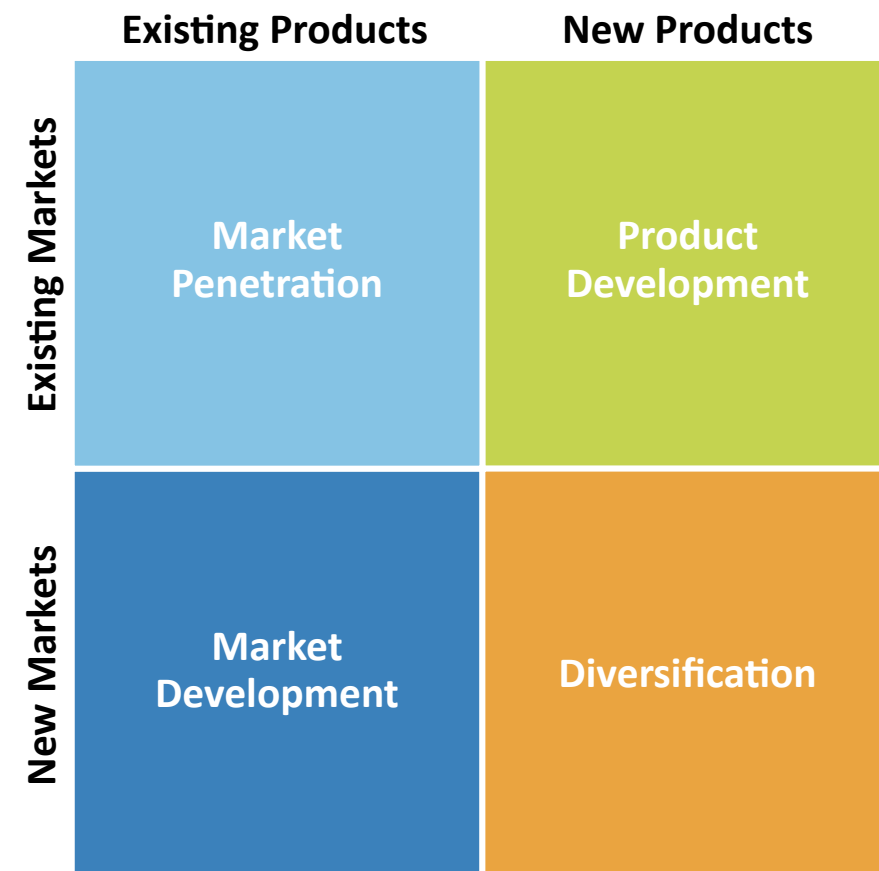 Existing Products
New Products
Existing Markets
Market
Penetration
Product
Development
New Markets
Market
Development
Diversification